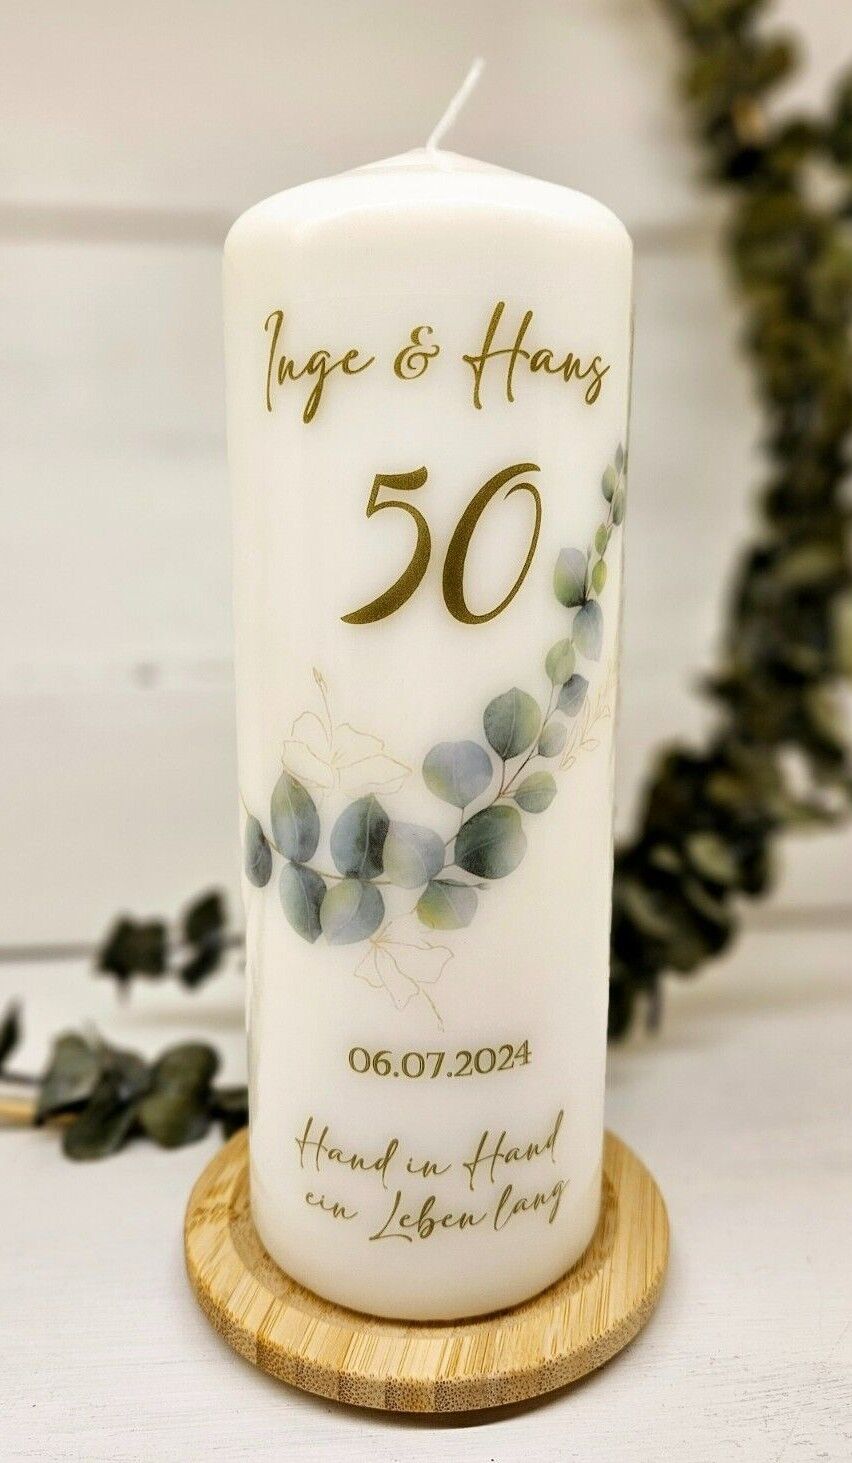 Inge & Hans
50
06.07.2024
Hand in Hand
ein Leben lang